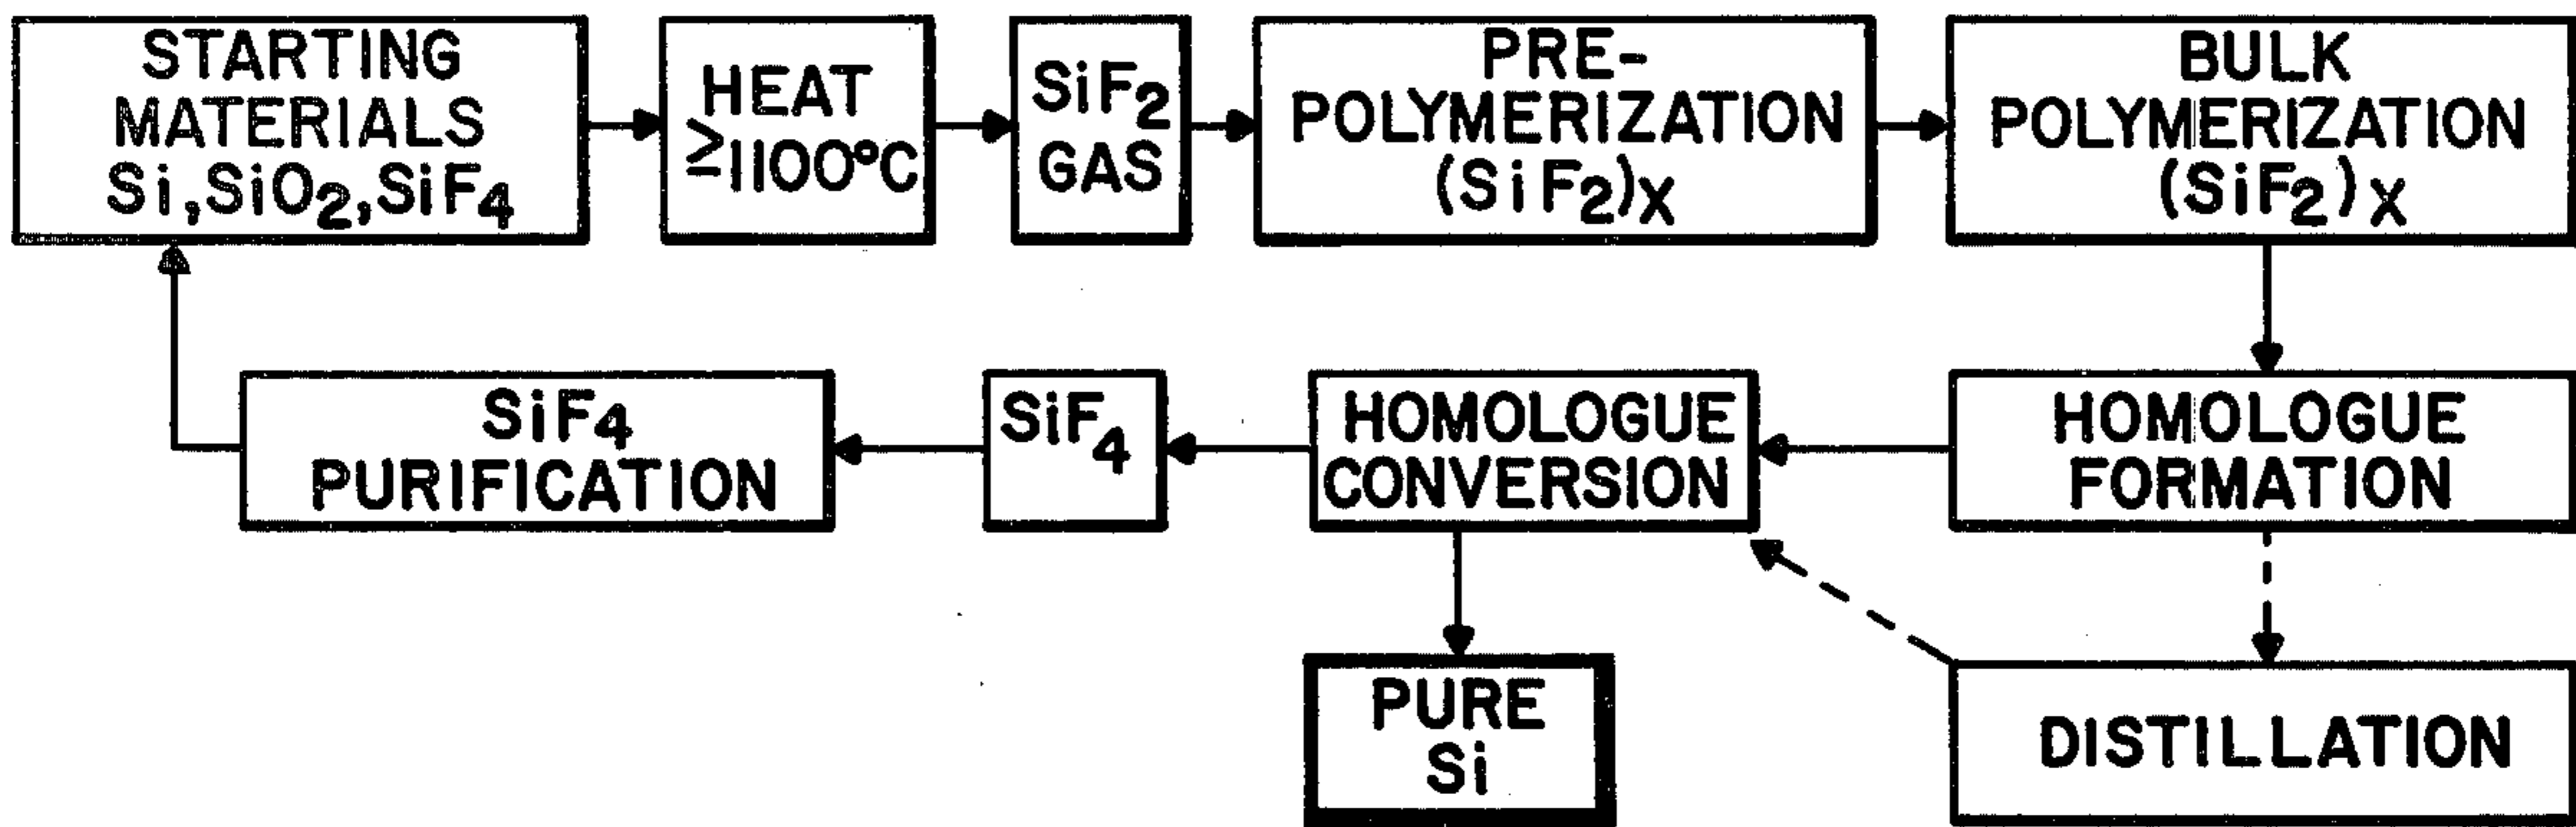 STARTING
MATERIALS
Si,SiO₂,SiF₄
HEAT
≥1100°C
SiF₂
GAS
PRE-
POLYMERIZATION
(SiF₂)X
BULK
POLYMERIZATION
(SiF₂)X
SiF₄
PURIFICATION
SiF₄
HOMOLOGUE
CONVERSION
HOMOLOGUE
FORMATION
PURE
Si
DISTILLATION